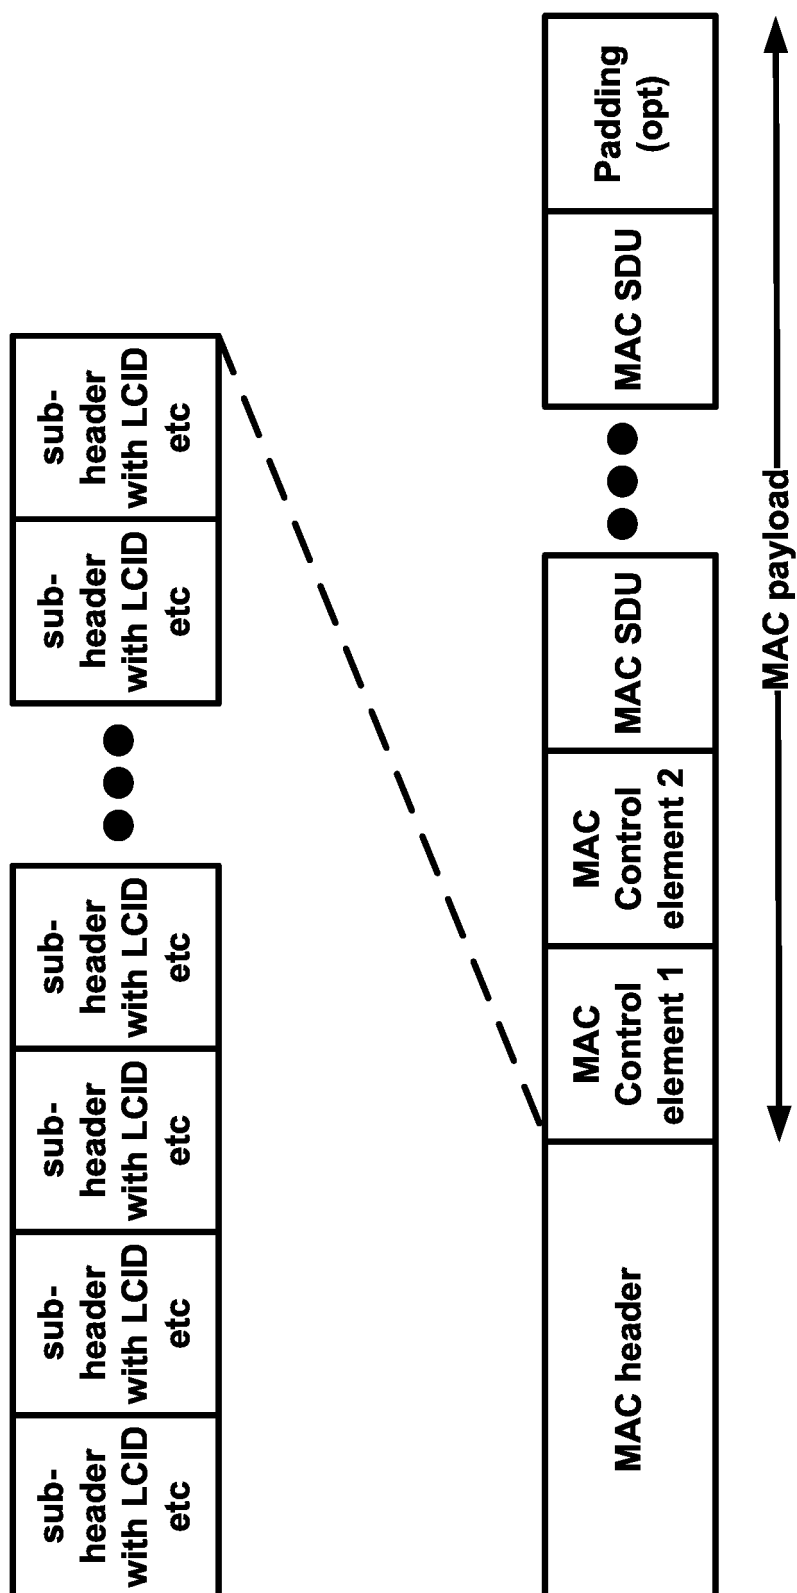 sub-
header
with LCID
etc
sub-
header
with LCID
etc
sub-
header
with LCID
etc
sub-
header
with LCID
etc
sub-
header
with LCID
etc
sub-
header
with LCID
etc
MAC header
MAC
Control
element 1
MAC
Control
element 2
MAC SDU
MAC SDU
Padding
(opt)
MAC payload